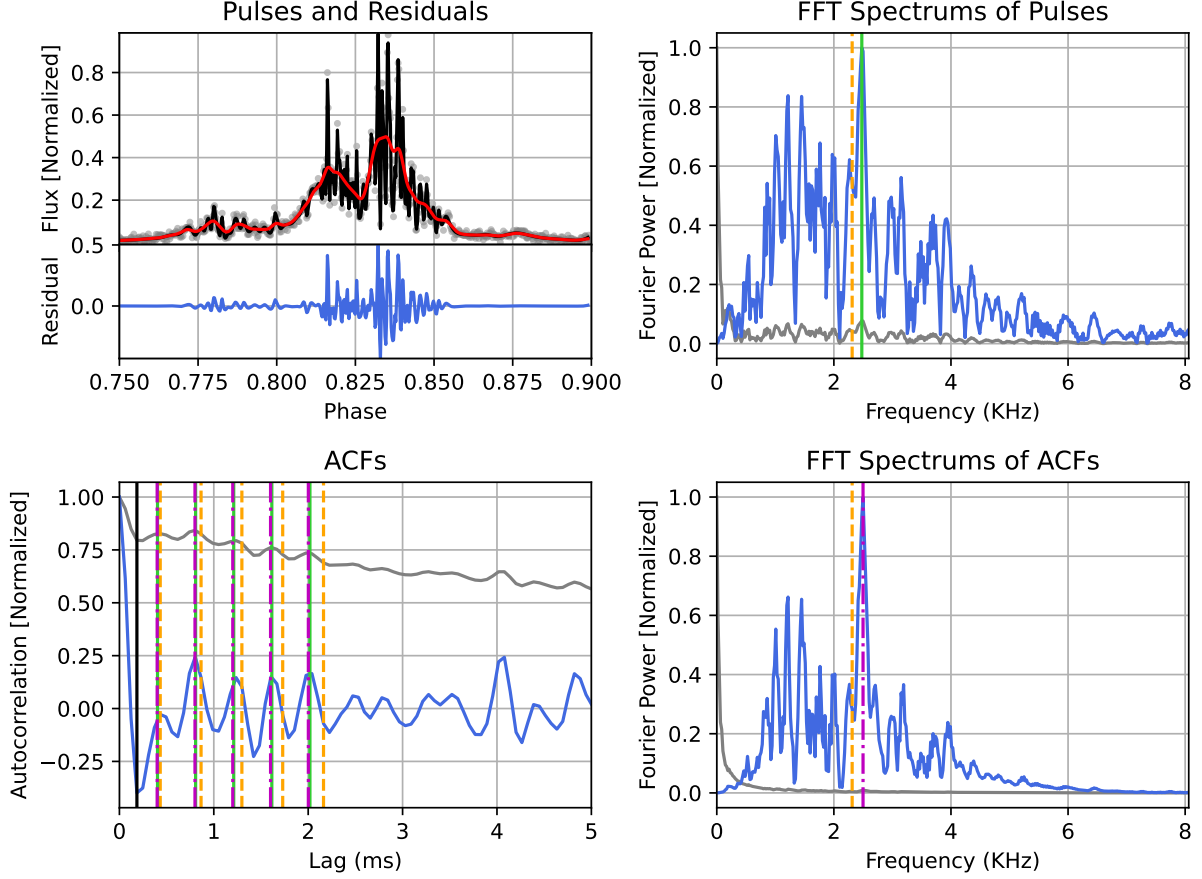 Pulses and Residuals
Flux [Normalized]
0.8
0.6
0.4
0.2
0.5
Residual
0.0
0.750 0.775 0.800 0.825 0.850 0.875 0.900
Phase
FFT Spectrums of Pulses
Fourier Power [Normalized]
1.0
0.8
0.6
0.4
0.2
0.0
0 2 4 6 8
Frequency (KHz)
ACFs
Autocorrelation [Normalized]
1.00
0.75
0.50
0.25
0.00
−0.25
0 1 2 3 4 5
Lag (ms)
FFT Spectrums of ACFs
Fourier Power [Normalized]
1.0
0.8
0.6
0.4
0.2
0.0
0 2 4 6 8
Frequency (KHz)